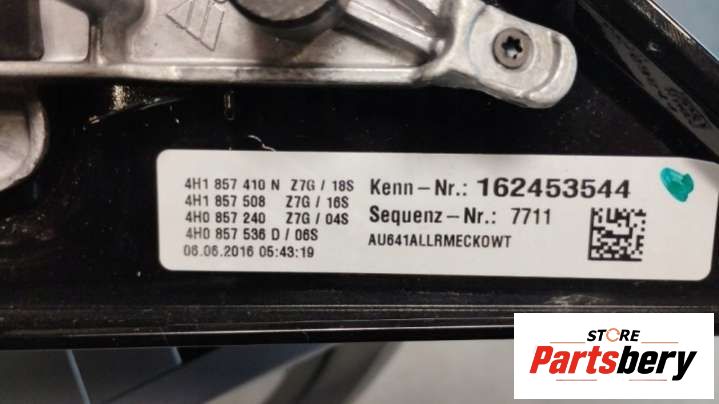 4H1 857 410 N Z7G / 18S
4H1 857 508 Z7G / 16S
4H0 857 240 Z7G / 04S
4H0 857 536 D / 06S
06.06.2016 05:43:19
Kenn-Nr.: 162453544
Sequenz-Nr.: 7711
AU641ALLRMECKOWT
STORE
Partsbery